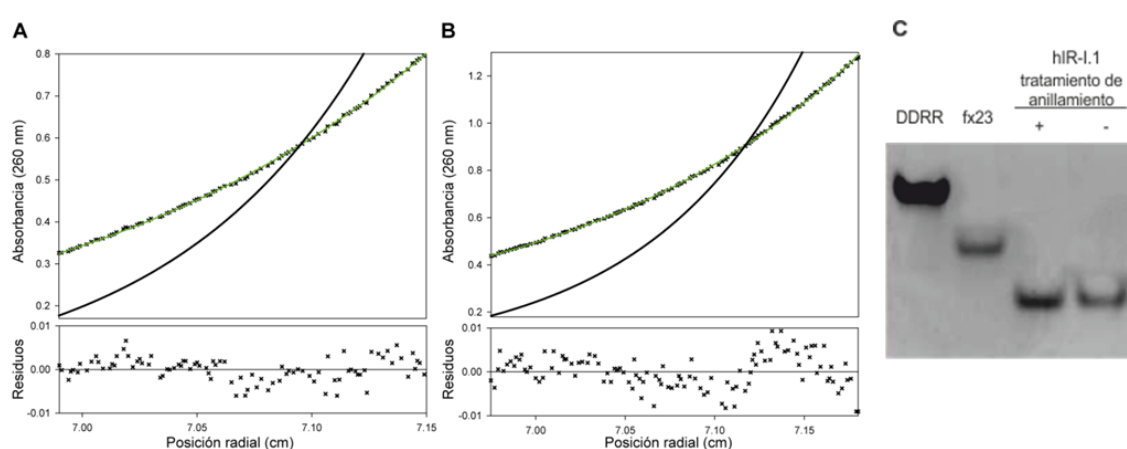 A
Absorbancia (260 nm)
0.8
0.7
0.6
0.5
0.4
0.3
0.2
Residuos
0.01
0.00
-0.01
7.00
7.05
7.10
7.15
Posición radial (cm)
B
Absorbancia (260 nm)
1.2
1.0
0.8
0.6
0.4
0.2
Residuos
0.01
0.00
-0.01
7.00
7.05
7.10
7.15
Posición radial (cm)
C
hIR-I.1
tratamiento de
anillamiento
DDRR fx23 + -